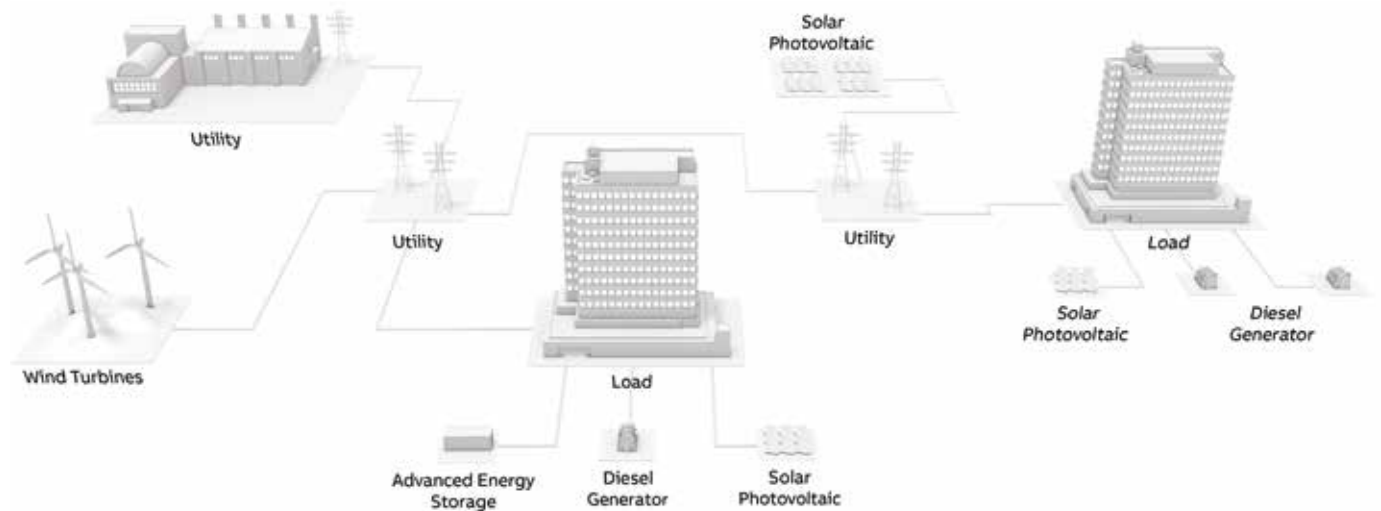 Solar
Photovoltaic
Utility
Utility
Utility
Load
Wind Turbines
Load
Solar
Photovoltaic
Diesel
Generator
Advanced Energy
Storage
Diesel
Generator
Solar
Photovoltaic